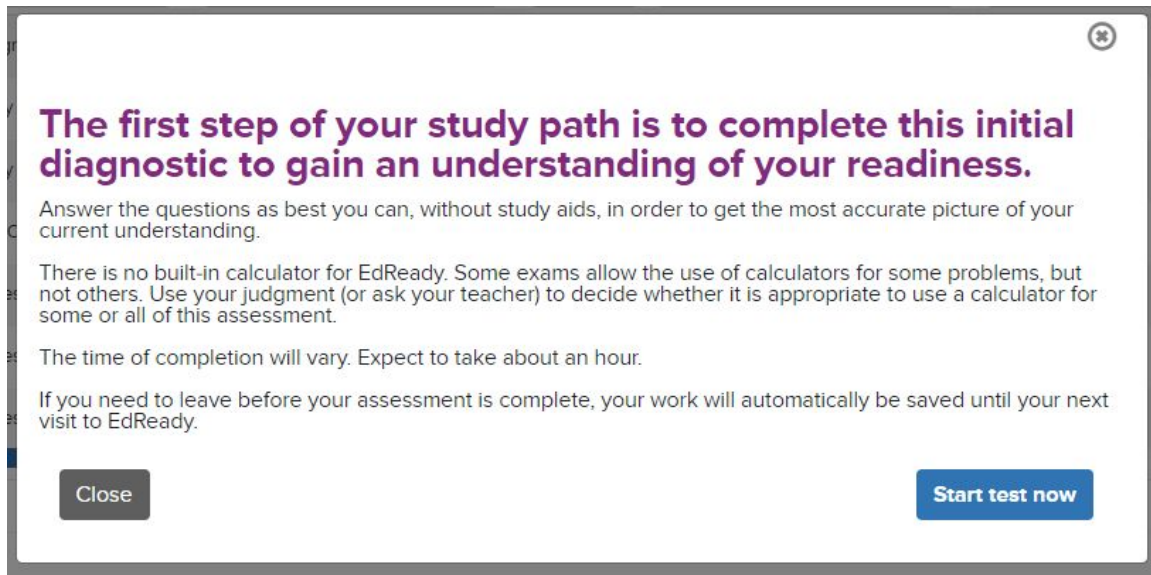 The first step of your study path is to complete this initial
diagnostic to gain an understanding of your readiness.
Answer the questions as best you can, without study aids, in order to get the most accurate picture of your
current understanding.
There is no built-in calculator for EdReady. Some exams allow the use of calculators for some problems, but
not others. Use your judgment (or ask your teacher) to decide whether it is appropriate to use a calculator for
some or all of this assessment.
The time of completion will vary. Expect to take about an hour.
If you need to leave before your assessment is complete, your work will automatically be saved until your next
visit to EdReady.
Close
Start test now